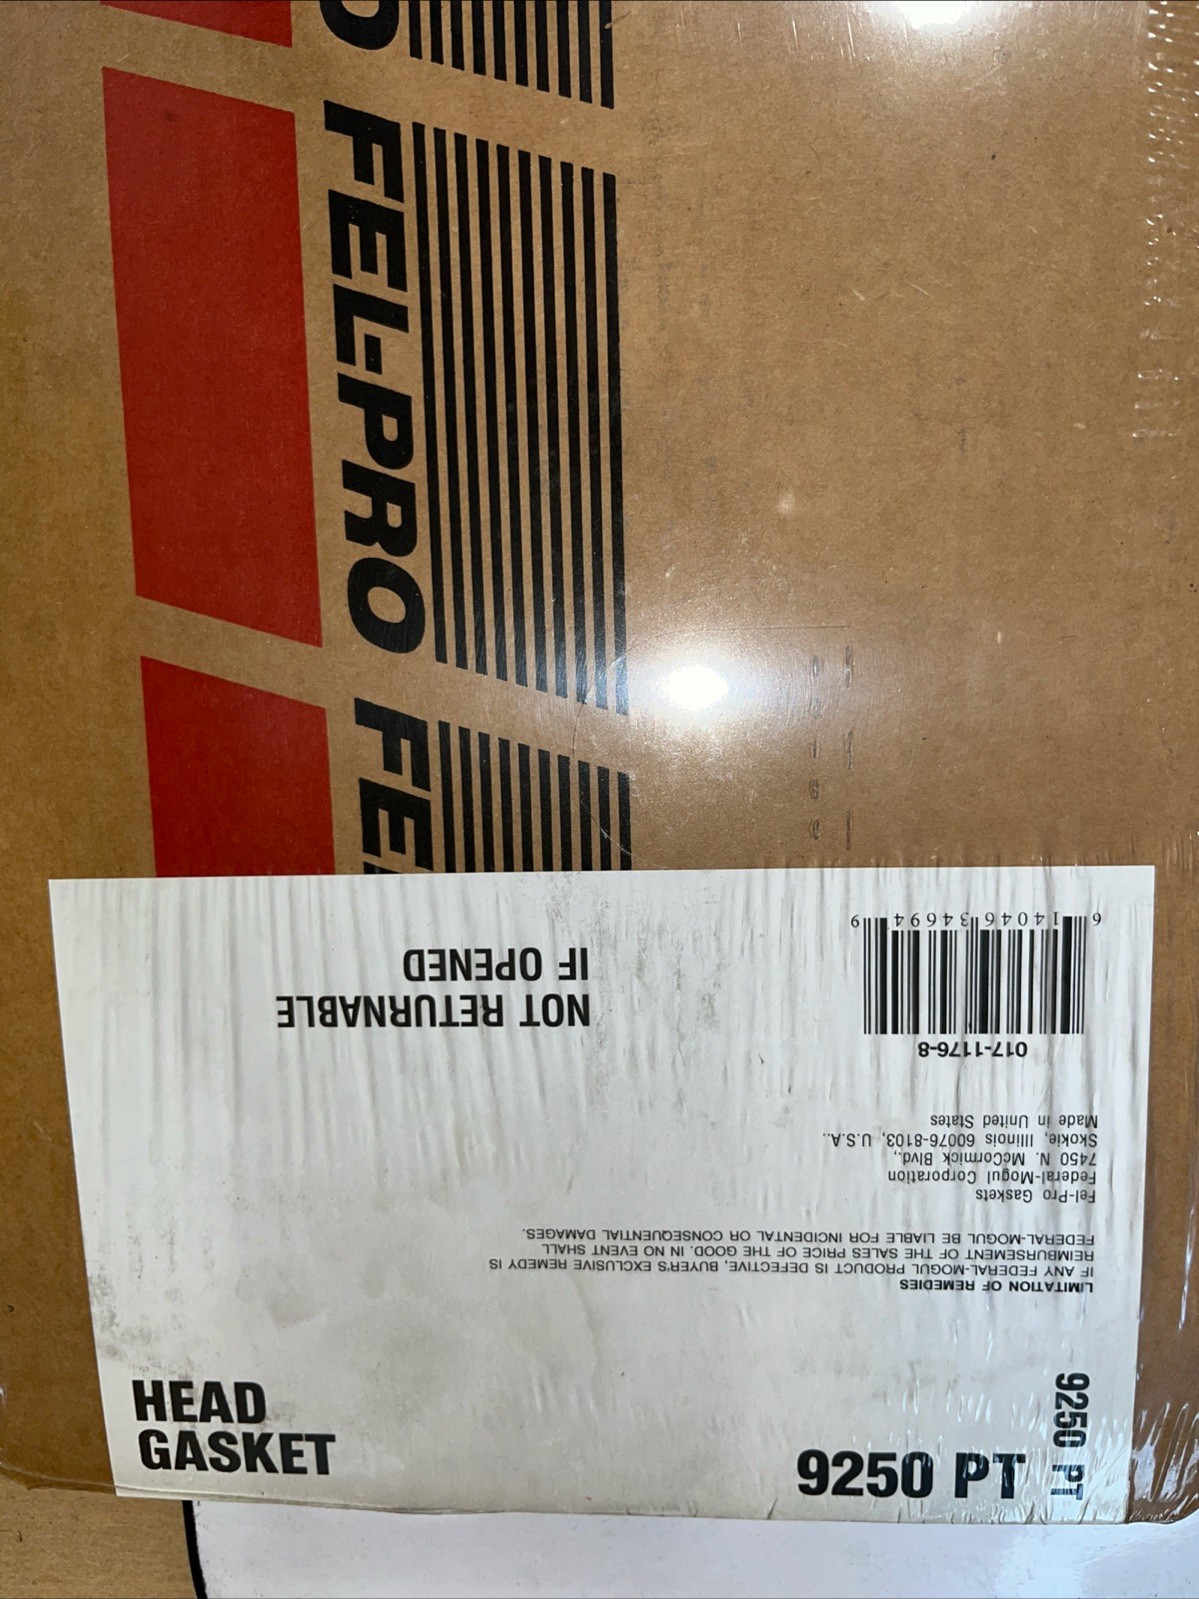 FEL-PRO
FE
NOT RETURNABLE
IF OPENED
6 14046 34694 9
017-1176-8
Fel-Pro Gaskets
Federal-Mogul Corporation
7450 N. McCormick Blvd.,
Skokie, Illinois 60076-8103, U.S.A..
Made in United States
LIMITATION OF REMEDIES
IF ANY FEDERAL-MOGUL PRODUCT IS DEFECTIVE, BUYER'S EXCLUSIVE REMEDY IS
REIMBURSEMENT OF THE SALES PRICE OF THE GOOD. IN NO EVENT SHALL
FEDERAL-MOGUL BE LIABLE FOR INCIDENTAL OR CONSEQUENTIAL DAMAGES.
HEAD
GASKET
9250 PT
9250 PT